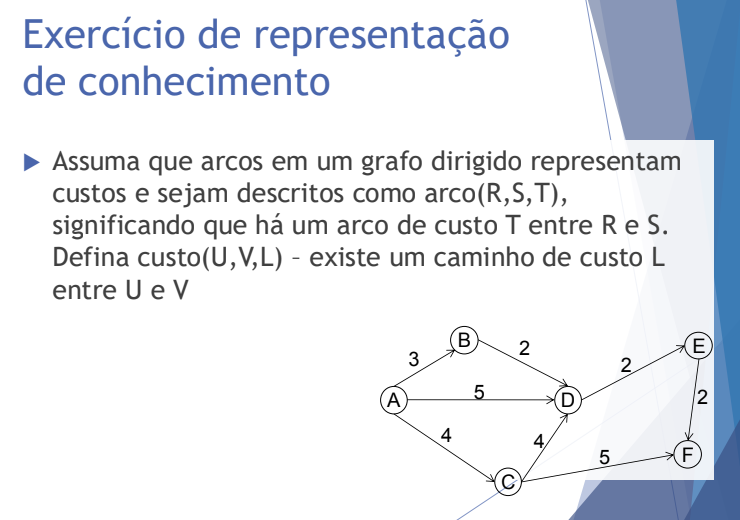 Exercício de representação
de conhecimento
Assuma que arcos em um grafo dirigido representam
custos e sejam descritos como arco(R,S,T),
significando que há um arco de custo T entre R e S.
Defina custo(U,V,L) – existe um caminho de custo L
entre U e V
B
E
3
2
2
A
5
D
2
4
4
5
F
C